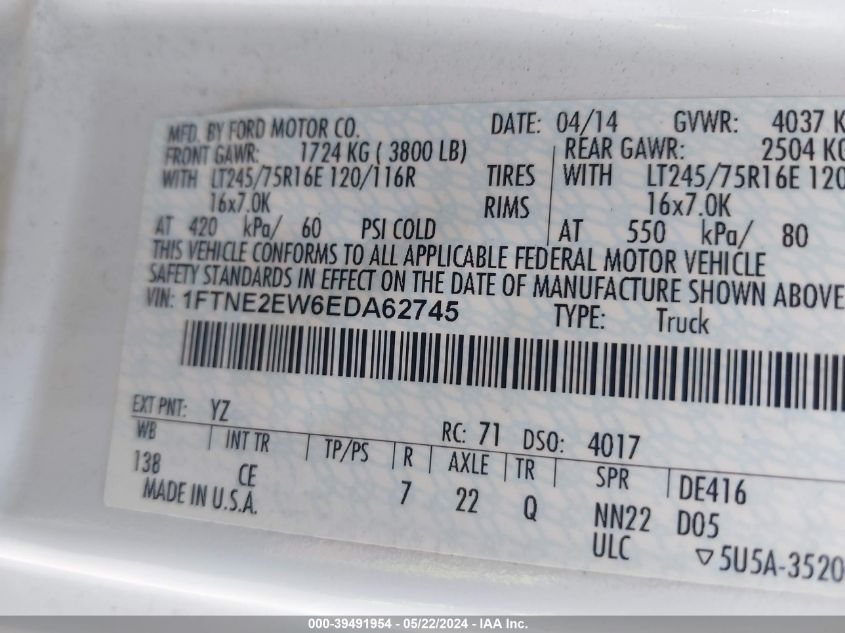 MFD. BY FORD MOTOR CO. DATE: 04/14 GVWR: 4037 K
FRONT GAWR: 1724 KG ( 3800 LB) REAR GAWR: 2504 KG
WITH LT245/75R16E 120/116R TIRES WITH LT245/75R16E 120
16x7.0K RIMS 16x7.0K
AT 420 kPa/ 60 PSI COLD AT 550 kPa/ 80
THIS VEHICLE CONFORMS TO ALL APPLICABLE FEDERAL MOTOR VEHICLE
SAFETY STANDARDS IN EFFECT ON THE DATE OF MANUFACTURE SHOWN ABOVE
VIN: 1FTNE2EW6EDA62745 TYPE: Truck
EXT PNT: YZ RC: 71 DSO: 4017
WB INT TR TP/PS R AXLE TR SPR DE416
138 CE 7 22 Q NN22 D05
MADE IN U.S.A. ULC ▽5U5A-3520
000-39491954 - 05/22/2024 - IAA Inc.